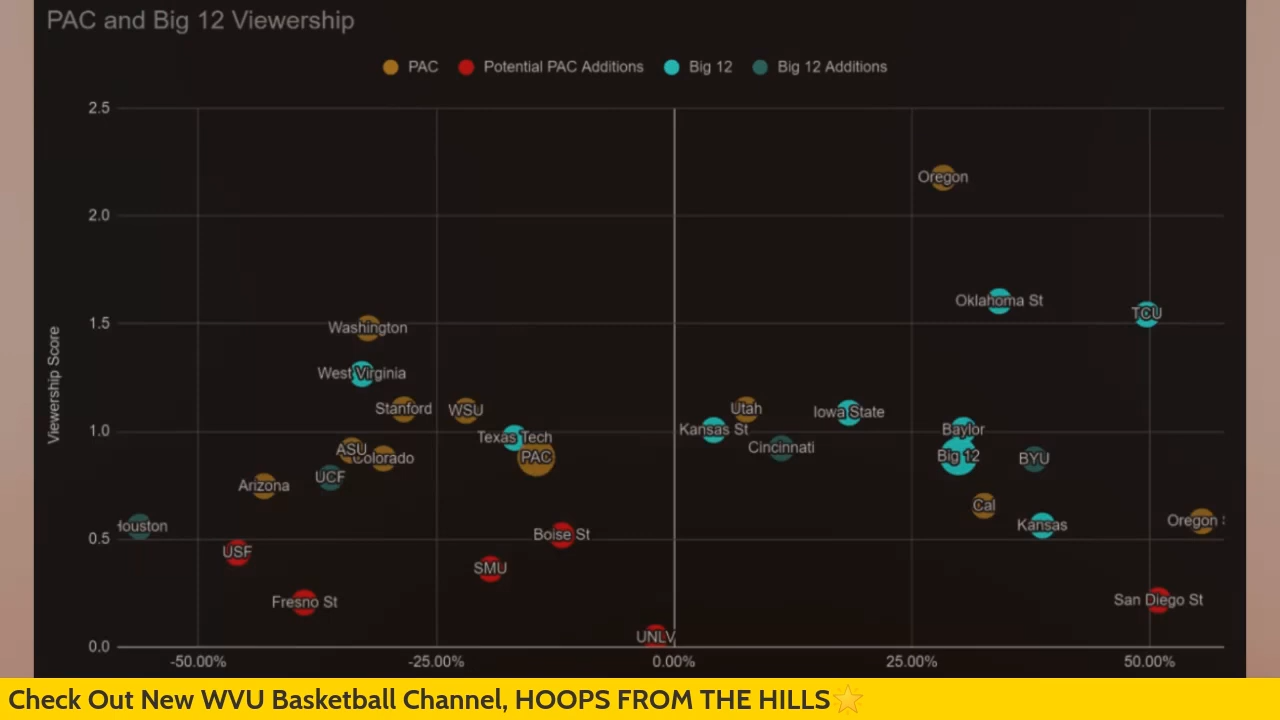 PAC and Big 12 Viewership
PAC
Potential PAC Additions
Big 12
Big 12 Additions
Viewership Score
2.5
2.0
1.5
1.0
0.5
0.0
Oregon
Oklahoma St
TCU
Washington
West Virginia
Stanford
WSU
Utah
Iowa State
Kansas St
Baylor
Texas Tech
Cincinnati
ASU
Colorado
PAC
Big 12
BYU
UCF
Arizona
Cal
Houston
Boise St
Kansas
Oregon S
USF
SMU
Fresno St
San Diego St
UNLV
-50.00%
-25.00%
0.00%
25.00%
50.00%
Check Out New WVU Basketball Channel, HOOPS FROM THE HILLS